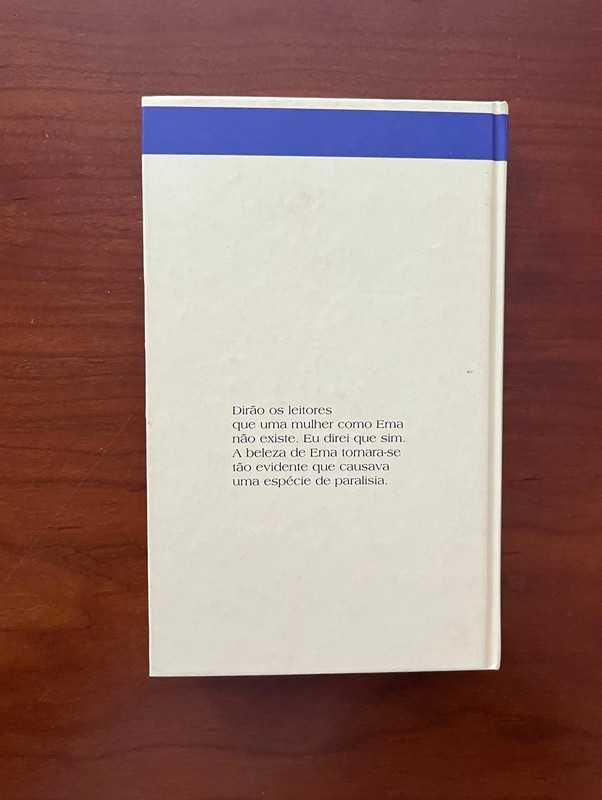 Dirão os leitores
que uma mulher como Ema
não existe. Eu direi que sim.
A beleza de Ema tornara-se
tão evidente que causava
uma espécie de paralisia.